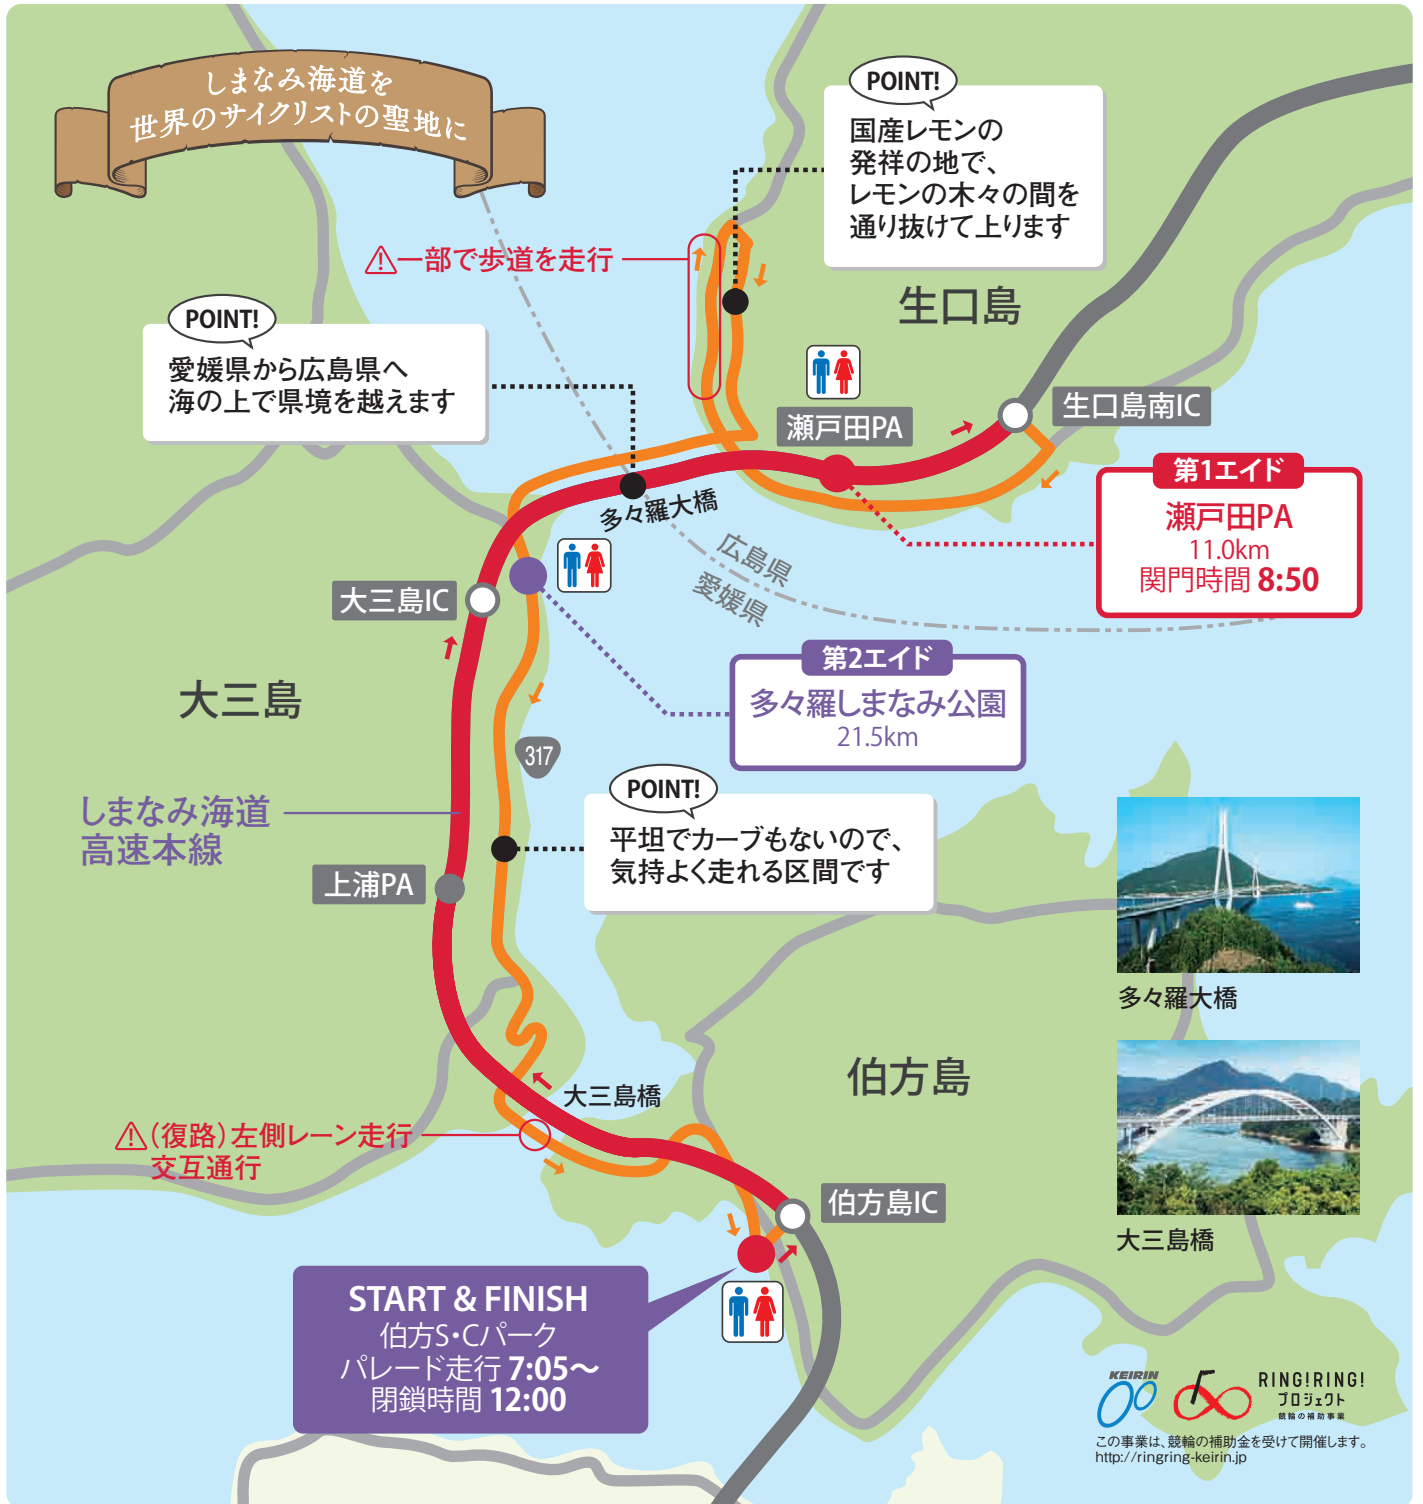 しまなみ海道を
世界のサイクリストの聖地に
POINT!
国産レモンの
発祥の地で、
レモンの木々の間を
通り抜けて上ります
一部で歩道を走行
生口島
POINT!
愛媛県から広島県へ
海の上で県境を越えます
瀬戸田PA
生口島南IC
第1エイド
瀬戸田PA
11.0km
関門時間 8:50
多々羅大橋
広島県
愛媛県
大三島IC
第2エイド
多々羅しまなみ公園
21.5km
大三島
317
POINT!
平坦でカーブもないので、
気持よく走れる区間です
しまなみ海道
高速本線
上浦PA
多々羅大橋
伯方島
大三島橋
(復路)左側レーン走行
交互通行
伯方島IC
大三島橋
START & FINISH
伯方S・Cパーク
パレード走行 7:05〜
閉鎖時間 12:00
KEIRIN
RING!RING!
プロジェクト
競輪の補助事業
この事業は、競輪の補助金を受けて開催します。
http://ringring-keirin.jp